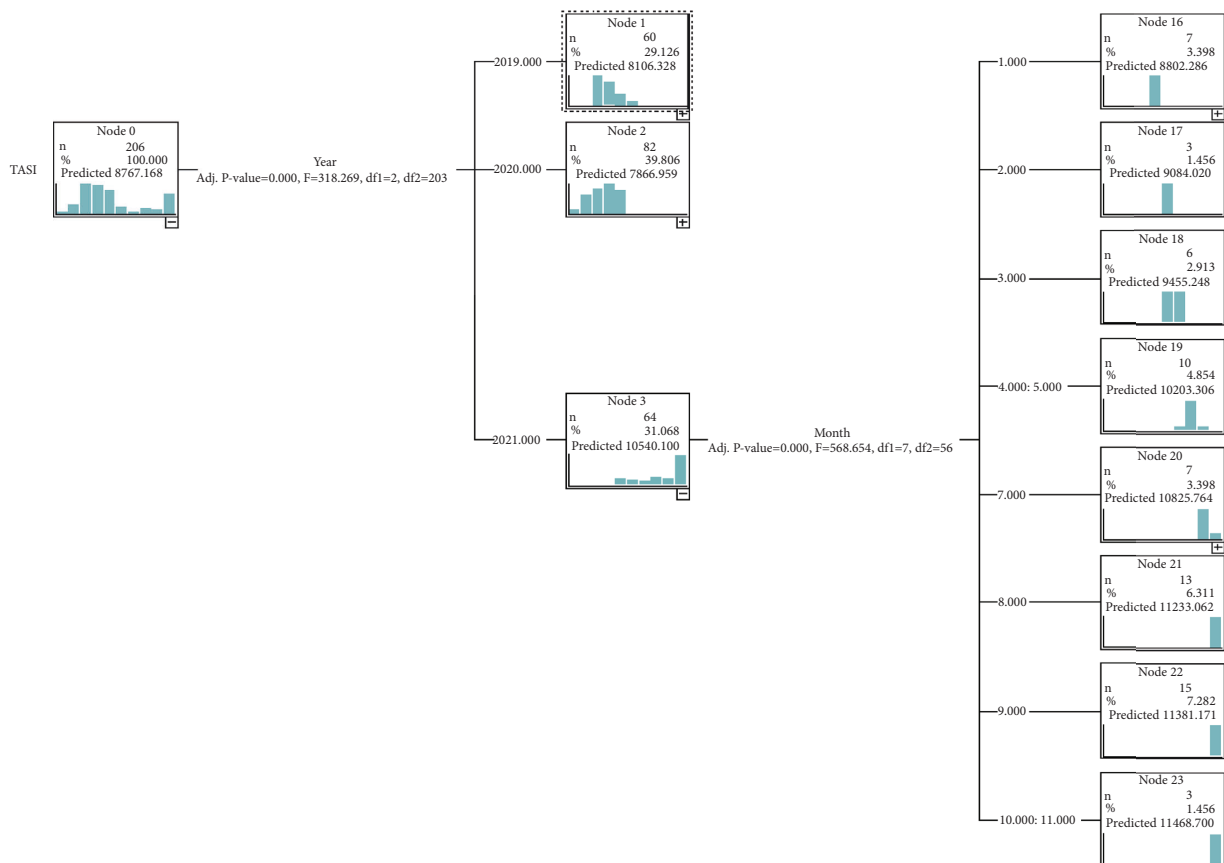 TASI
Node 0
n 206
% 100.000
Predicted 8767.168
Year
Adj. P-value=0.000, F=318.269, df1=2, df2=203
2019.000
Node 1
n 60
% 29.126
Predicted 8106.328
2020.000
Node 2
n 82
% 39.806
Predicted 7866.959
2021.000
Node 3
n 64
% 31.068
Predicted 10540.100
Month
Adj. P-value=0.000, F=568.654, df1=7, df2=56
1.000
Node 16
n 7
% 3.398
Predicted 8802.286
2.000
Node 17
n 3
% 1.456
Predicted 9084.020
3.000
Node 18
n 6
% 2.913
Predicted 9455.248
4.000: 5.000
Node 19
n 10
% 4.854
Predicted 10203.306
7.000
Node 20
n 7
% 3.398
Predicted 10825.764
8.000
Node 21
n 13
% 6.311
Predicted 11233.062
9.000
Node 22
n 15
% 7.282
Predicted 11381.171
10.000: 11.000
Node 23
n 3
% 1.456
Predicted 11468.700